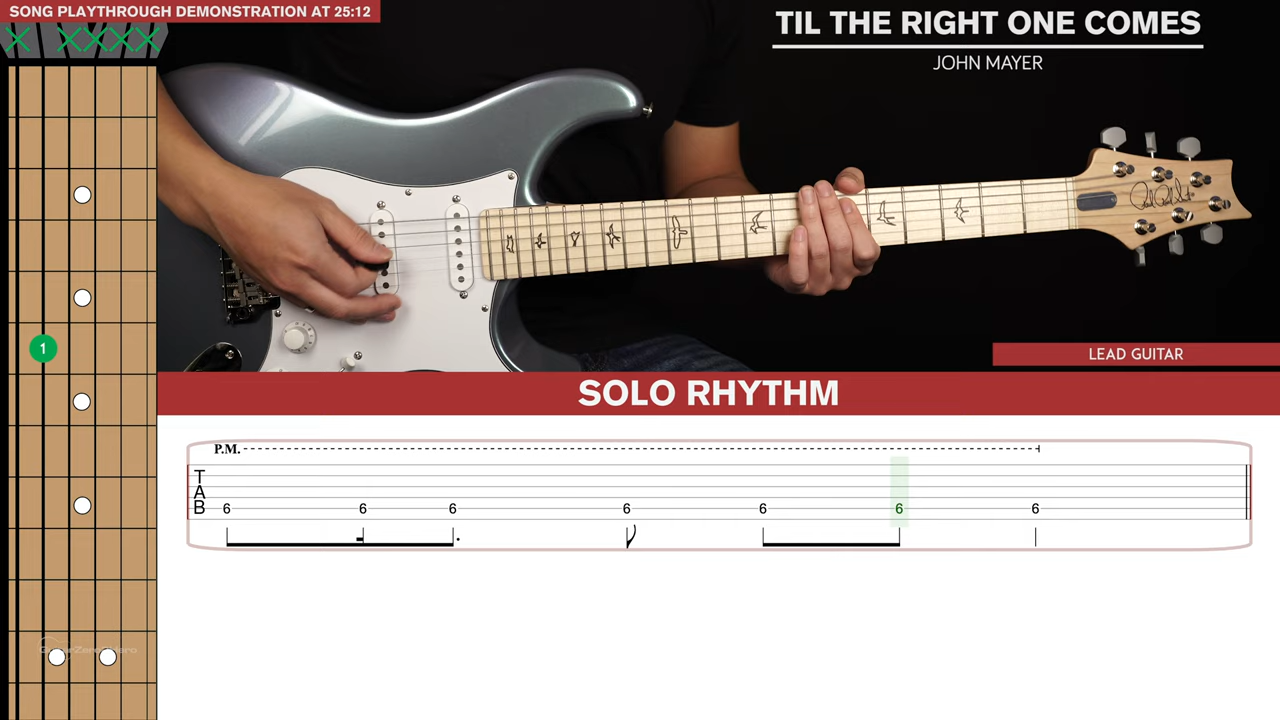 SONG PLAYTHROUGH DEMONSTRATION AT 25:12
TIL THE RIGHT ONE COMES
JOHN MAYER
1
LEAD GUITAR
SOLO RHYTHM
P.M.
T
A
B
6 6 6 6 6 6 6
GuitarZero2Hero